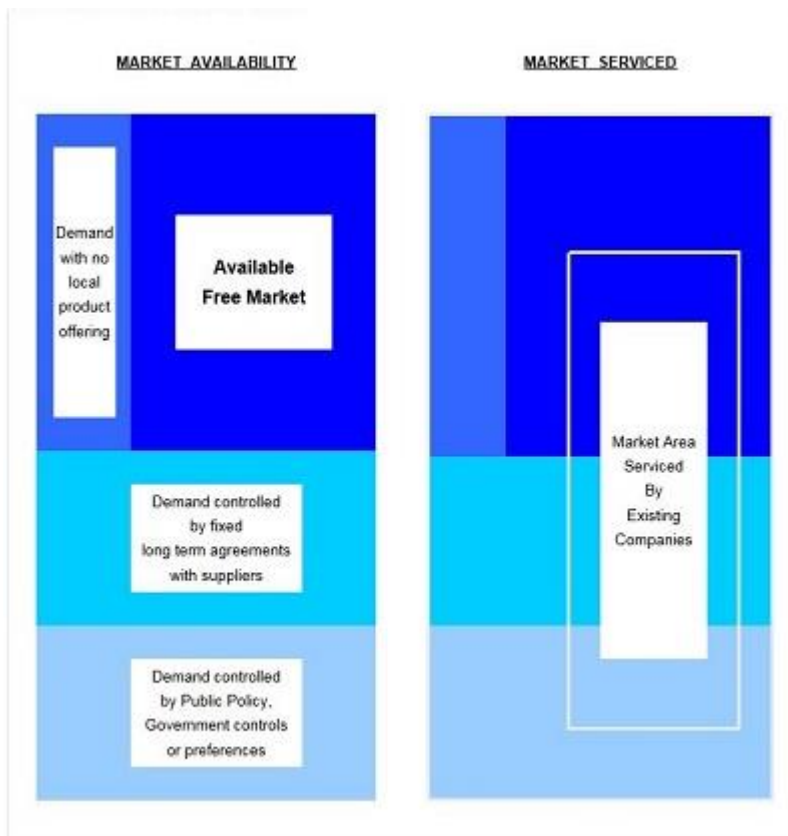 MARKET AVAILABILITY
MARKET SERVICED
Demand
with no
local
product
offering
Available
Free Market
Demand controlled
by fixed
long term agreements
with suppliers
Demand controlled
by Public Policy,
Government controls
or preferences
Market Area
Serviced
By
Existing
Companies